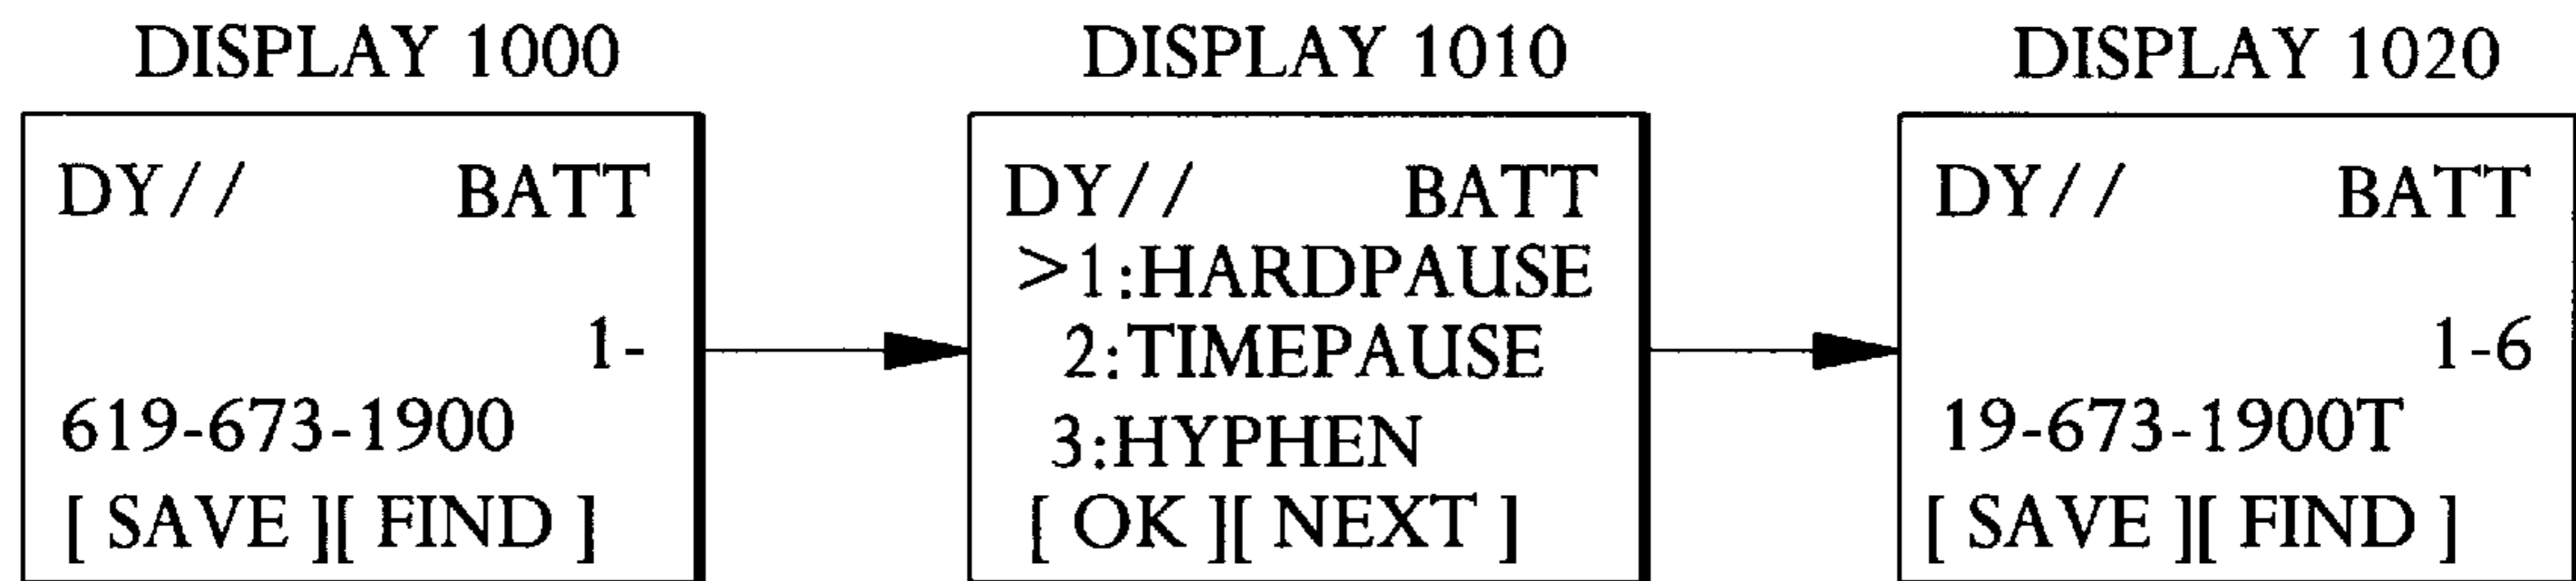 DISPLAY 1000
DY// BATT
1-
619-673-1900
[ SAVE ][ FIND ]
DISPLAY 1010
DY// BATT
>1:HARDPAUSE
2:TIMEPAUSE
3:HYPHEN
[ OK ][ NEXT ]
DISPLAY 1020
DY// BATT
1-6
19-673-1900T
[ SAVE ][ FIND ]